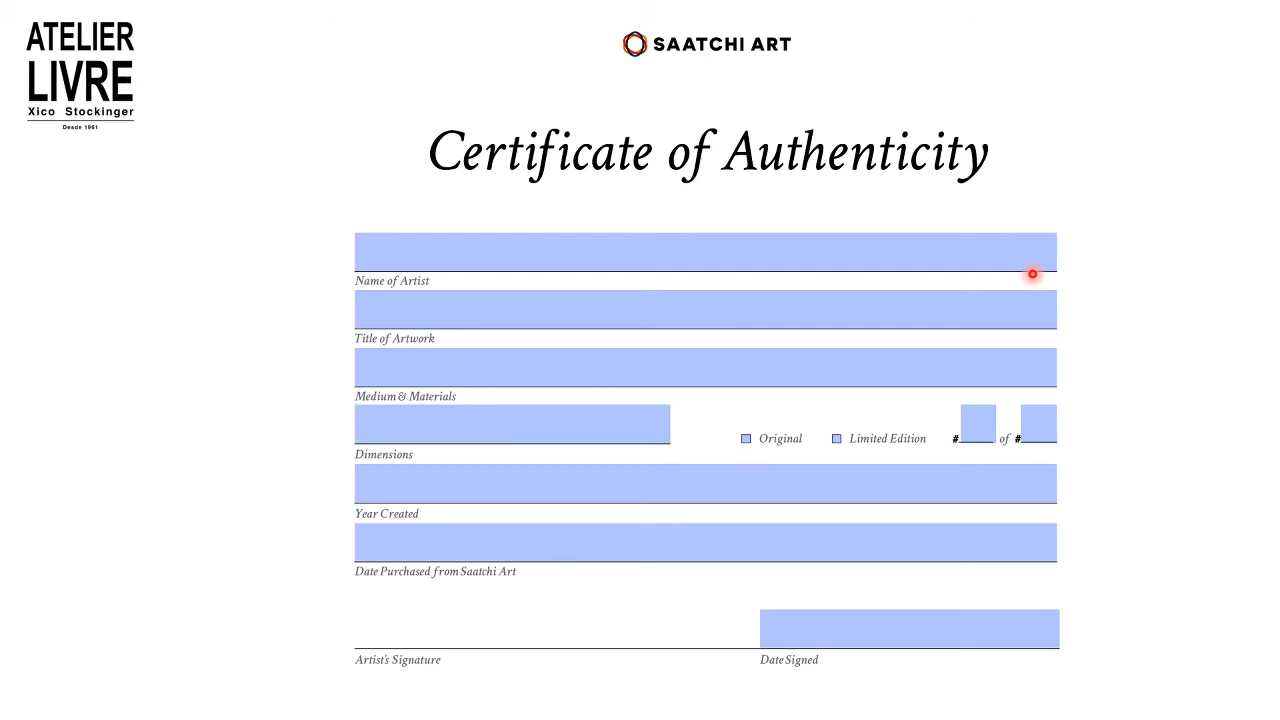 ATELIER
LIVRE
Xico Stockinger
Desde 1961
SAATCHI ART
Certificate of Authenticity
Name of Artist
Title of Artwork
Medium & Materials
Original Limited Edition # of #
Dimensions
Year Created
Date Purchased from Saatchi Art
Artist's Signature Date Signed